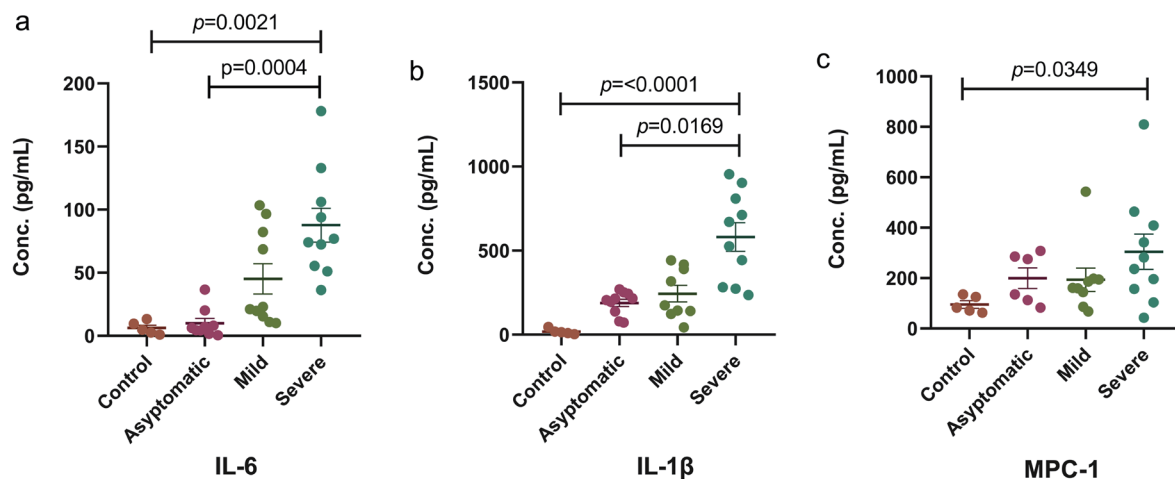 a
p=0.0021
p=0.0004
200
150
100
50
0
Conc. (pg/mL)
Control
Asyptomatic
Mild
Severe
IL-6
b
p=<0.0001
p=0.0169
1500
1000
500
0
Conc. (pg/mL)
Control
Asyptomatic
Mild
Severe
IL-1β
c
p=0.0349
1000
800
600
400
200
0
Conc. (pg/mL)
Control
Asyptomatic
Mild
Severe
MPC-1